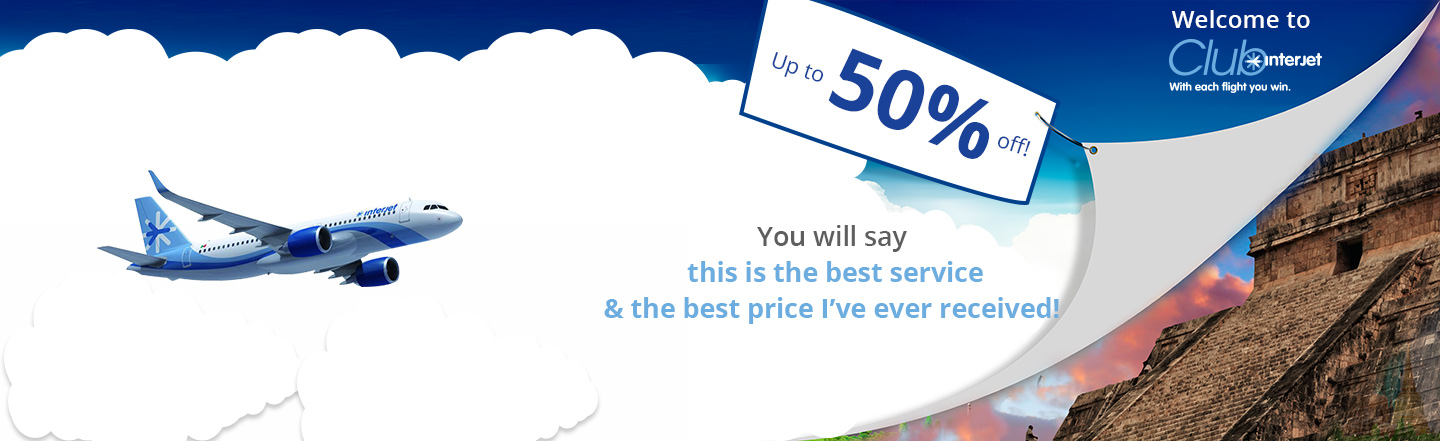 Welcome to
Club interjet
With each flight you win.
Up to 50% off!
interjet
You will say
this is the best service
& the best price I’ve ever received!